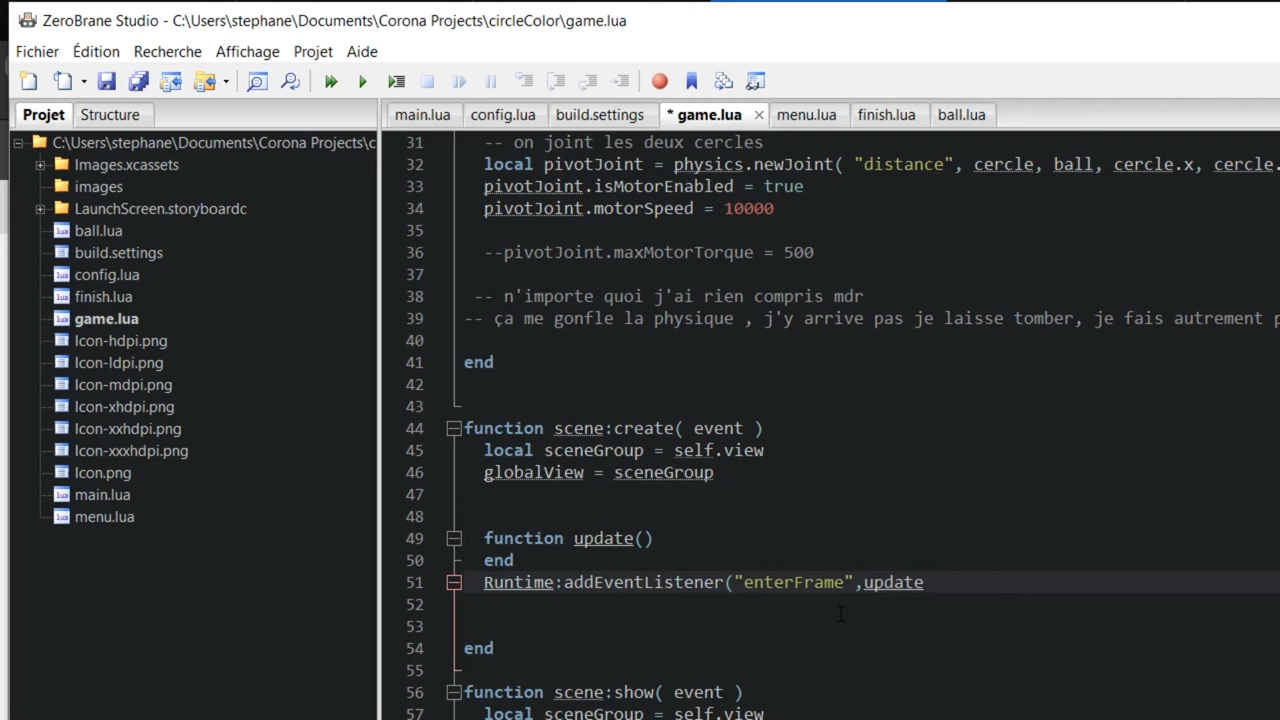 ZeroBrane Studio - C:\Users\stephane\Documents\Corona Projects\circleColor\game.lua
Fichier Édition Recherche Affichage Projet Aide
Projet Structure
main.lua config.lua build.settings * game.lua menu.lua finish.lua ball.lua
C:\Users\stephane\Documents\Corona Projects\c
Images.xcassets
images
LaunchScreen.storyboardc
ball.lua
build.settings
config.lua
finish.lua
game.lua
Icon-hdpi.png
Icon-ldpi.png
Icon-mdpi.png
Icon-xhdpi.png
Icon-xxhdpi.png
Icon-xxxhdpi.png
Icon.png
main.lua
menu.lua
31 -- on joint les deux cercles
32 local pivotJoint = physics.newJoint( "distance", cercle, ball, cercle.x, cercle.
33 pivotJoint.isMotorEnabled = true
34 pivotJoint.motorSpeed = 10000
35
36 --pivotJoint.maxMotorTorque = 500
37
38 -- n'importe quoi j'ai rien compris mdr
39 -- ça me gonfle la physique , j'y arrive pas je laisse tomber, je fais autrement p
40
41 end
42
43
44 function scene:create( event )
45 local sceneGroup = self.view
46 globalView = sceneGroup
47
48
49 function update()
50 end
51 Runtime:addEventListener("enterFrame",update
52
53
54 end
55
56 function scene:show( event )
57 local sceneGroup = self.view